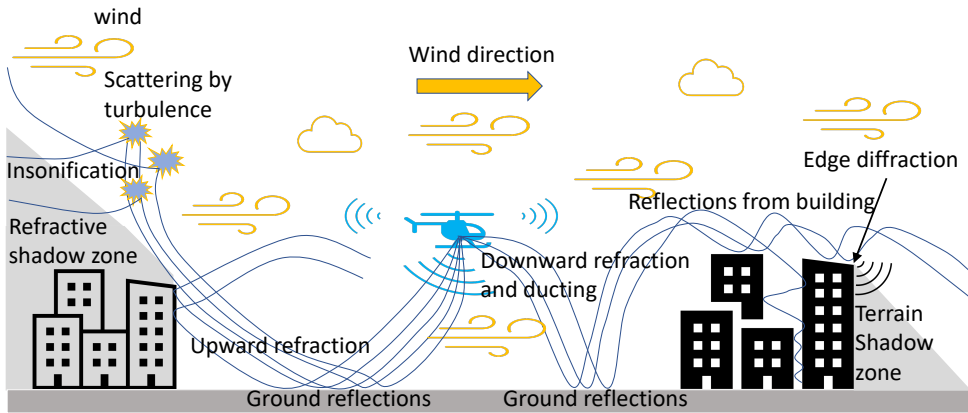 wind
Wind direction
Scattering by
turbulence
Edge diffraction
Insonification
Reflections from building
Refractive
shadow zone
Downward refraction
and ducting
Terrain
Shadow
zone
Upward refraction
Ground reflections
Ground reflections